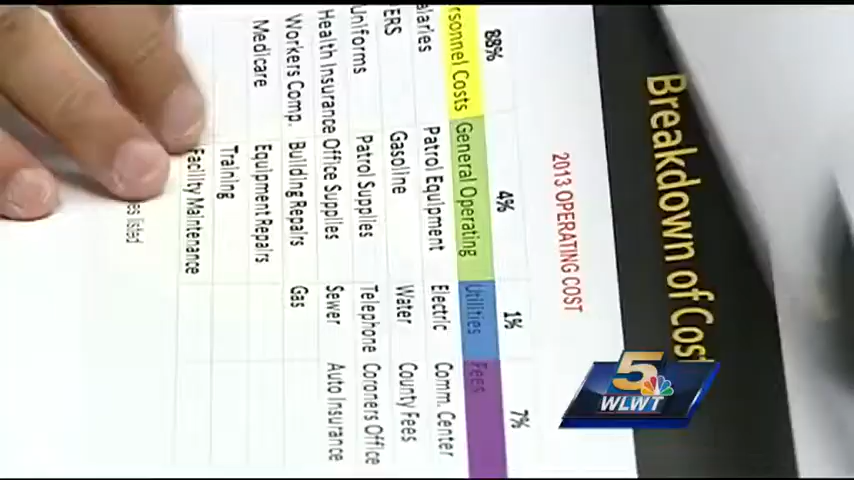 Breakdown of Cos
2013 OPERATING COST
88% 4% 1% 7%
rsonnel Costs General Operating Utilities Fees
alaries Patrol Equipment Electric Comm. Center
ERS Gasoline Water County Fees
Uniforms Patrol Supplies Telephone Coroners Office
Health Insurance Office Supplies Sewer Auto Insurance
Workers Comp. Building Repairs Gas
Medicare Equipment Repairs
Training
Facility Maintenance
es listed
5
WLWT